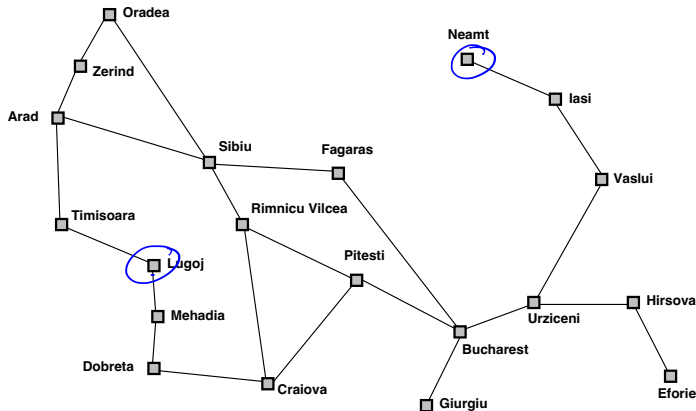 Oradea
Neamt
Zerind
Iasi
Arad
Sibiu
Fagaras
Vaslui
Timisoara
Rimnicu Vilcea
Pitesti
Lugoj
Mehadia
Urziceni
Hirsova
Bucharest
Dobreta
Craiova
Eforie
Giurgiu